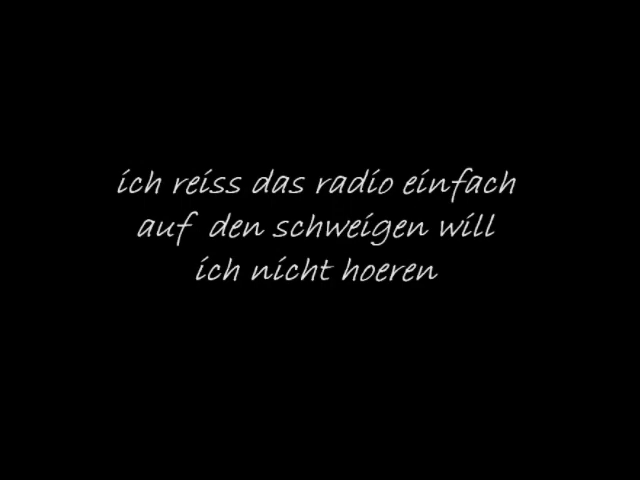 ich reiss das radio einfach
auf den schweigen will
ich nicht hoeren